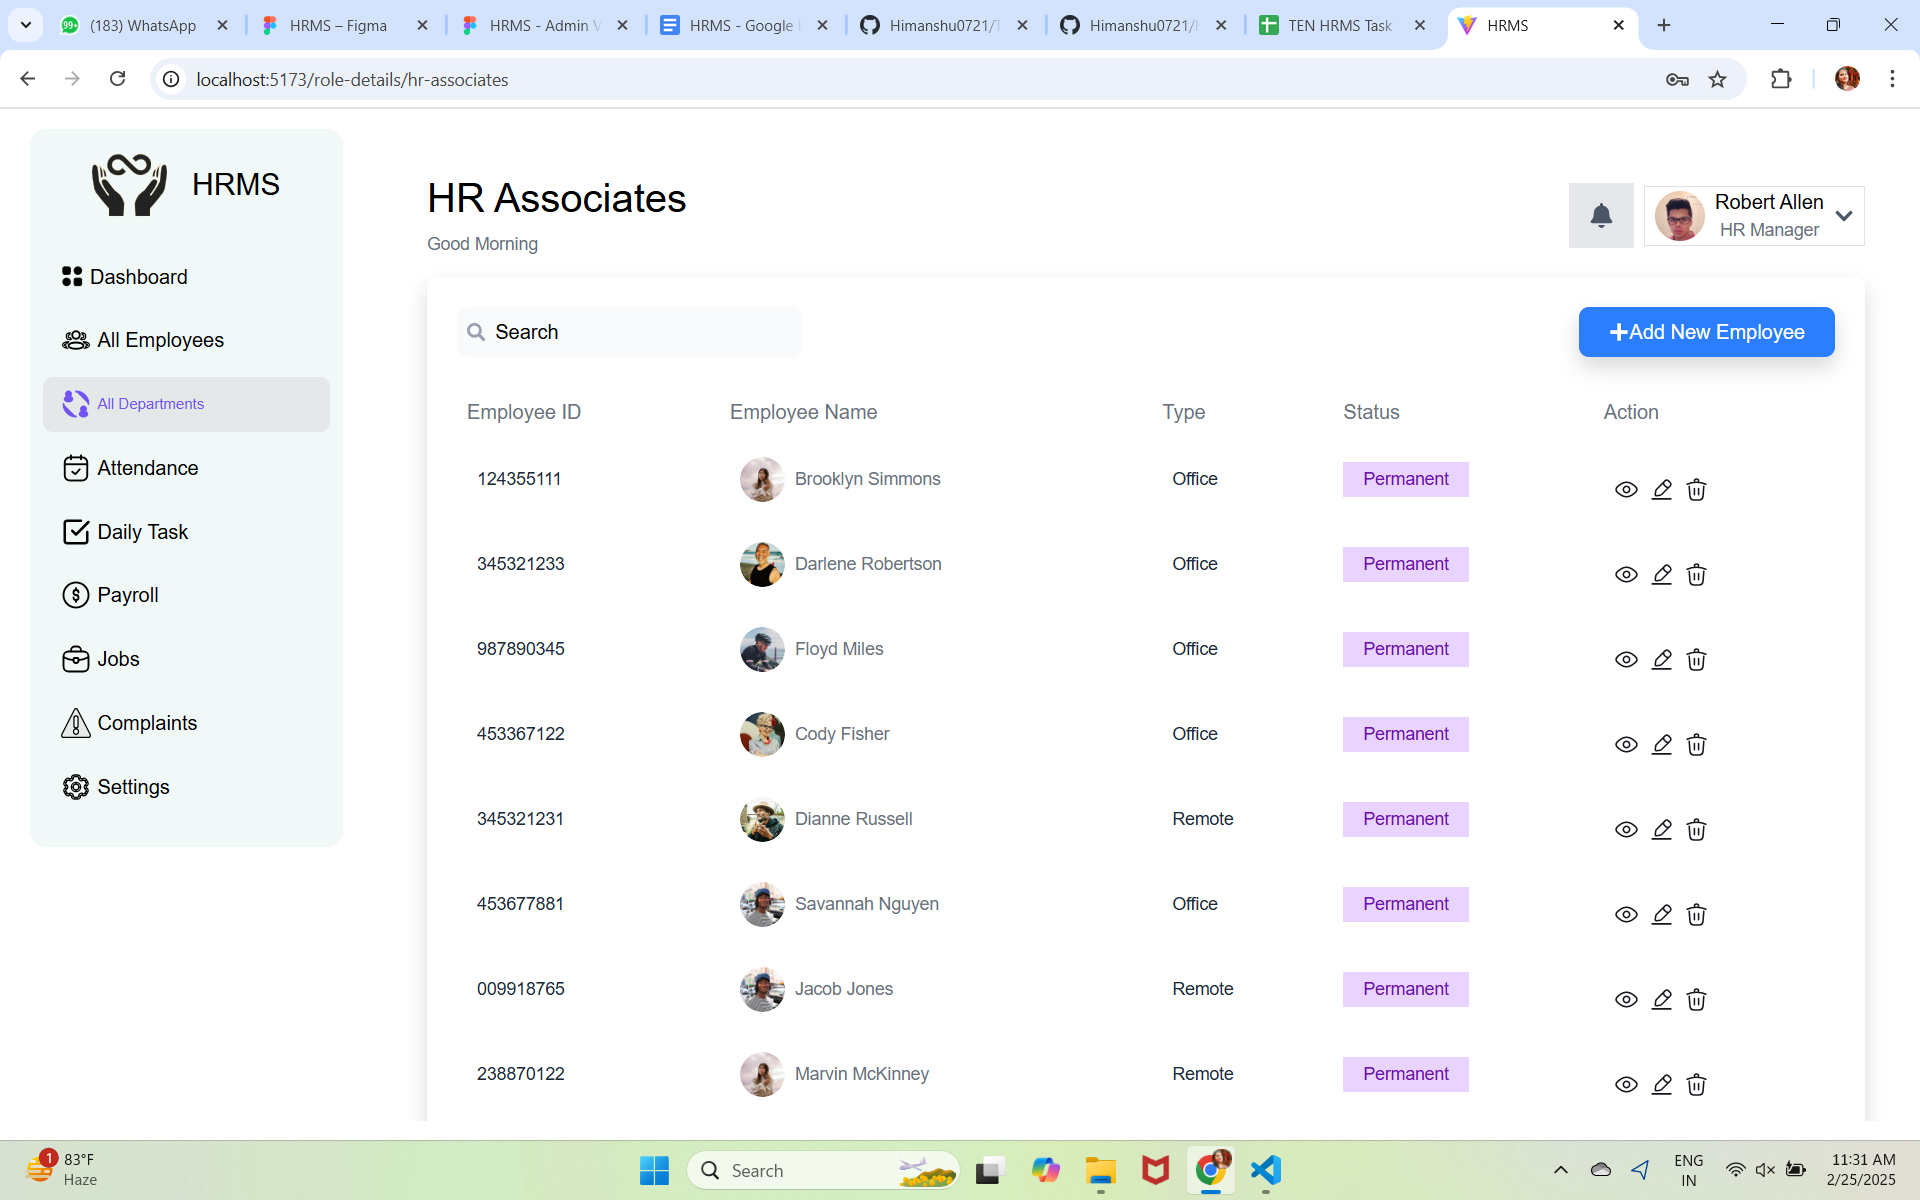 (183) WhatsApp
HRMS – Figma
HRMS - Admin V
HRMS - Google
Himanshu0721/T
Himanshu0721/
TEN HRMS Task
HRMS
localhost:5173/role-details/hr-associates
HRMS
Dashboard
All Employees
All Departments
Attendance
Daily Task
Payroll
Jobs
Complaints
Settings
HR Associates
Good Morning
Robert Allen
HR Manager
Search
Add New Employee
Employee ID Employee Name Type Status Action
124355111 Brooklyn Simmons Office Permanent
345321233 Darlene Robertson Office Permanent
987890345 Floyd Miles Office Permanent
453367122 Cody Fisher Office Permanent
345321231 Dianne Russell Remote Permanent
453677881 Savannah Nguyen Office Permanent
009918765 Jacob Jones Remote Permanent
238870122 Marvin McKinney Remote Permanent
1
83°F
Haze
Search
ENG
IN
11:31 AM
2/25/2025